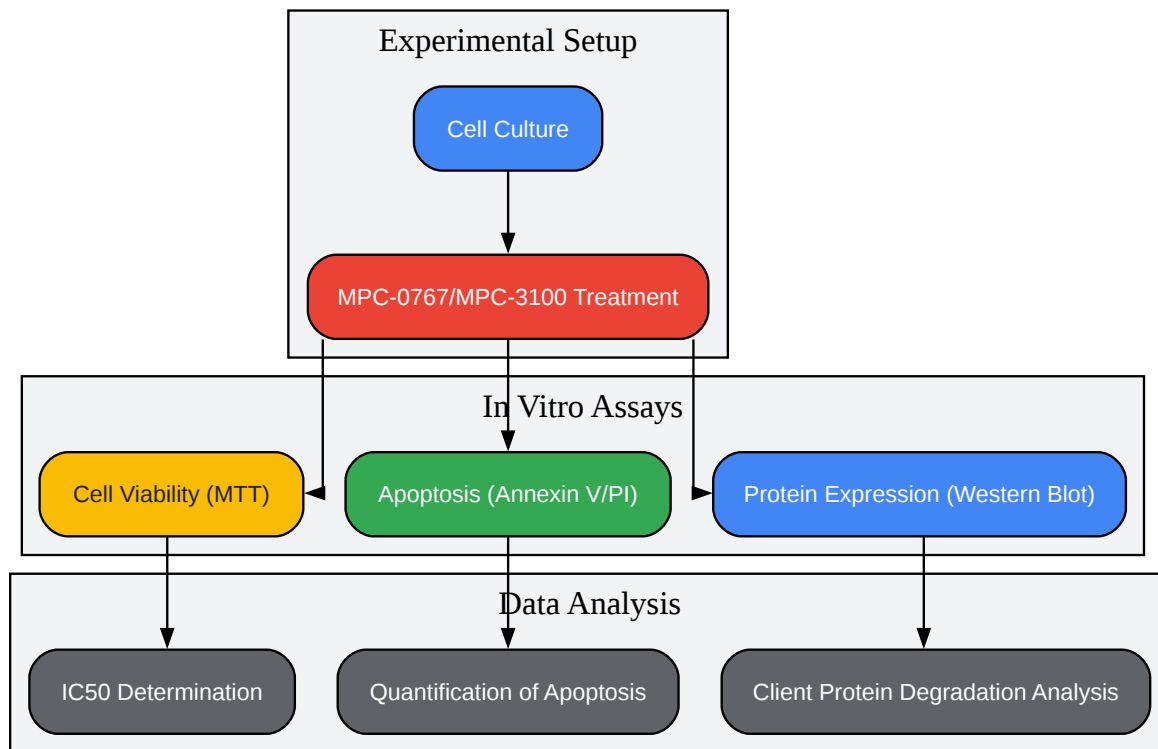 Experimental Setup
Cell Culture
MPC-0767/MPC-3100 Treatment
In Vitro Assays
Cell Viability (MTT)
Apoptosis (Annexin V/PI)
Protein Expression (Western Blot)
Data Analysis
IC50 Determination
Quantification of Apoptosis
Client Protein Degradation Analysis